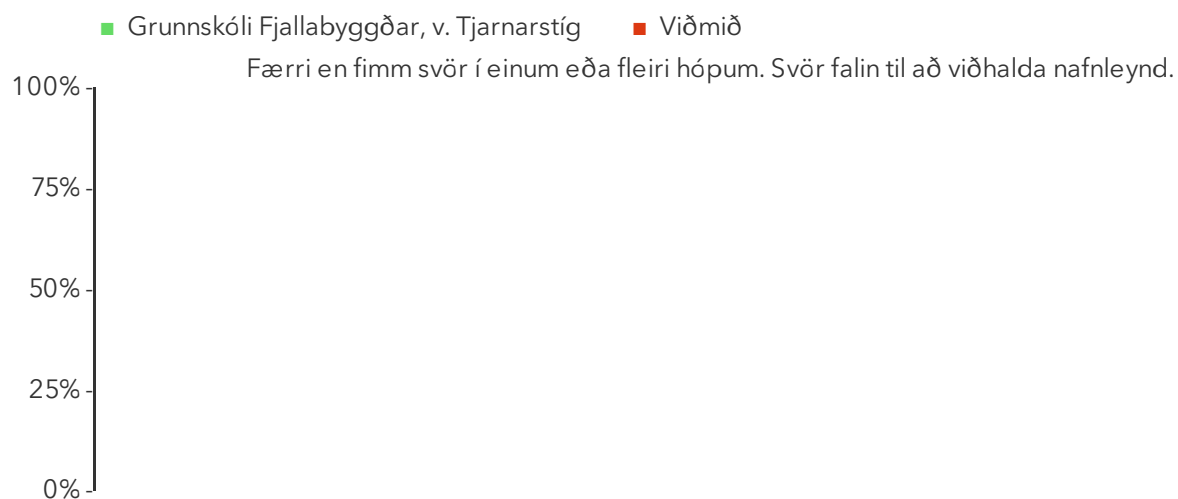 Grunnskóli Fjallabyggðar, v. Tjarnarstíg Viðmið
Færri en fimm svör í einum eða fleiri hópum. Svör falin til að viðhalda nafnleynd.
100%
75%
50%
25%
0%